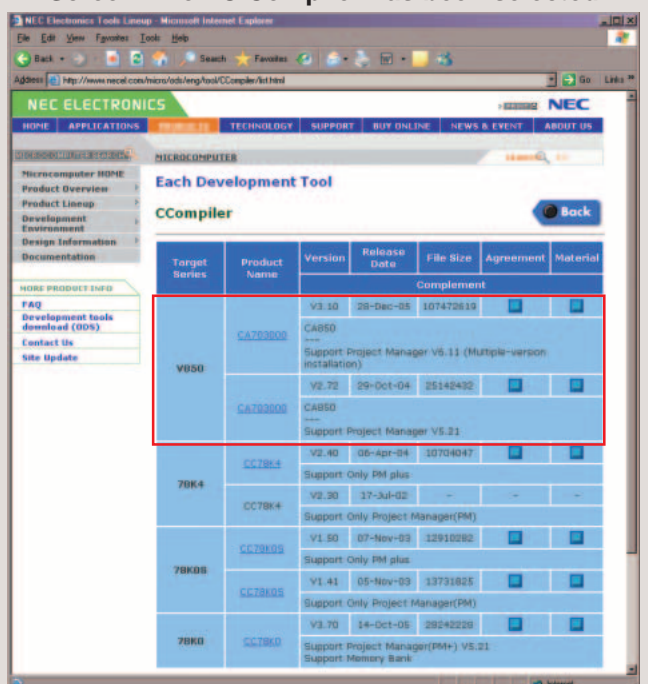 NEC Electronics Tools Lineup - Microsoft Internet Explorer
File Edit View Favorites Tools Help
Back Search Favorites
Address http://www.necel.com/micro/ods/eng/tool/CCompiler/list.html Go Links
NEC ELECTRONICS NEC
HOME APPLICATIONS TECHNOLOGY SUPPORT BUY ONLINE NEWS & EVENT ABOUT US
MICROCOMPUTER
Microcomputer HOME
Product Overview
Product Lineup
Development
Environment
Design Information
Documentation
MORE PRODUCT INFO
FAQ
Development tools
download (ODS)
Contact Us
Site Update
Each Development Tool
CCompiler
Back
Target Series Product Name Version Release Date File Size Agreement Material
Complement
V850 CA703000 V3.10 28-Dec-05 107472619
CA850
---
Support Project Manager V6.11 (Multiple-version
installation)
CA703000 V2.72 29-Oct-04 25142432
CA850
---
Support Project Manager V5.21
78K4 CC78K4 V2.40 06-Apr-04 10704047
Support Only PM plus
CC78K4 V2.30 17-Jul-02 - - -
Support Only Project Manager(PM)
78K0S CC78K0S V1.50 07-Nov-03 12910282
Support Only PM plus
CC78K0S V1.41 05-Nov-03 13731825
Support Only Project Manager(PM)
78K0 CC78K0 V3.70 14-Oct-05 28242228
Support Project Manager(PM+) V5.21
Support Memory Bank